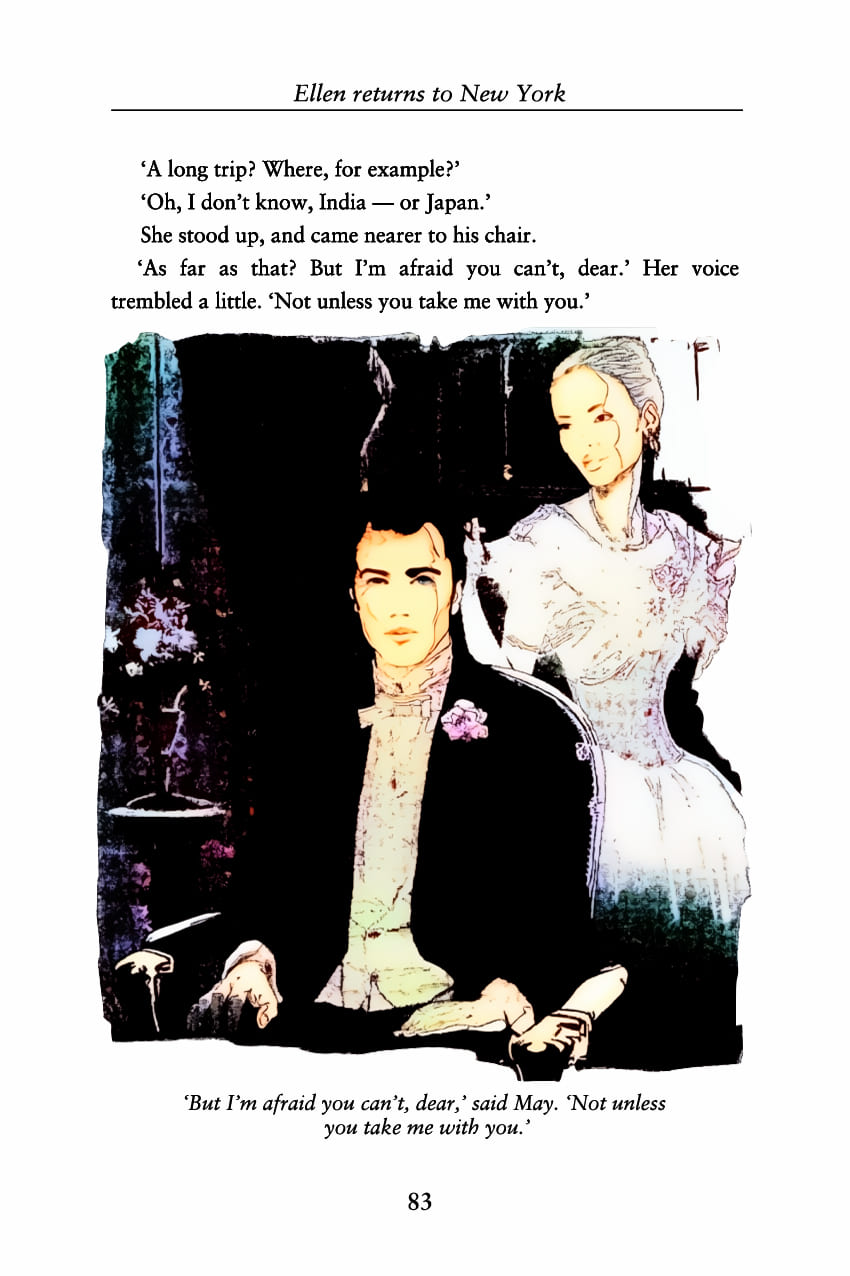 Ellen returns to New York
‘A long trip? Where, for example?’
‘Oh, I don’t know, India — or Japan.’
She stood up, and came nearer to his chair.
‘As far as that? But I’m afraid you can’t, dear.’ Her voice
trembled a little. ‘Not unless you take me with you.’
‘But I’m afraid you can’t, dear,’ said May. ‘Not unless
you take me with you.’
83